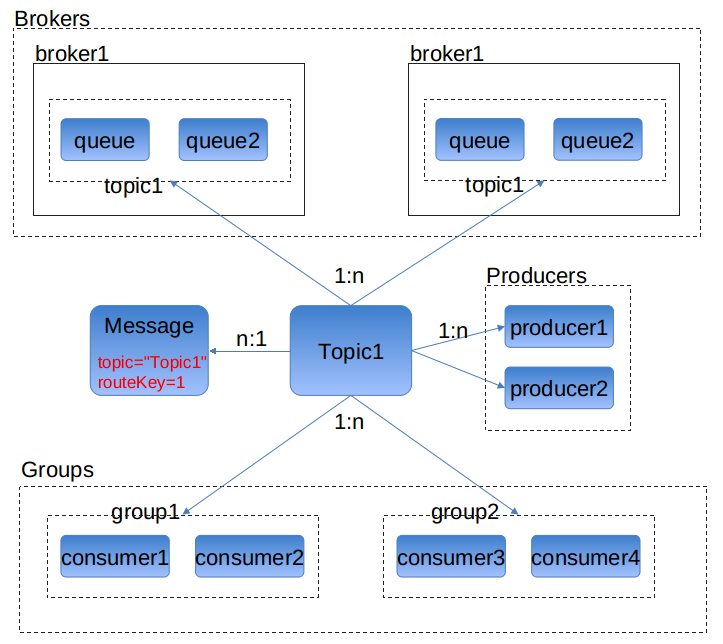 Brokers
broker1
broker1
queue
queue2
queue
queue2
topic1
topic1
1:n
Producers
Message
topic="Topic1"
routeKey=1
n:1
Topic1
1:n
producer1
producer2
1:n
Groups
group1
group2
consumer1
consumer2
consumer3
consumer4